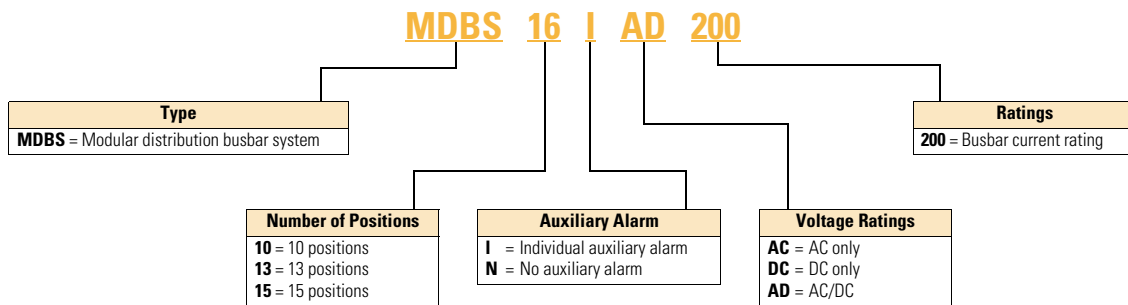 MDBS 16 I AD 200
Type
MDBS = Modular distribution busbar system
Ratings
200 = Busbar current rating
Number of Positions
10 = 10 positions
13 = 13 positions
15 = 15 positions
Auxiliary Alarm
I = Individual auxiliary alarm
N = No auxiliary alarm
Voltage Ratings
AC = AC only
DC = DC only
AD = AC/DC